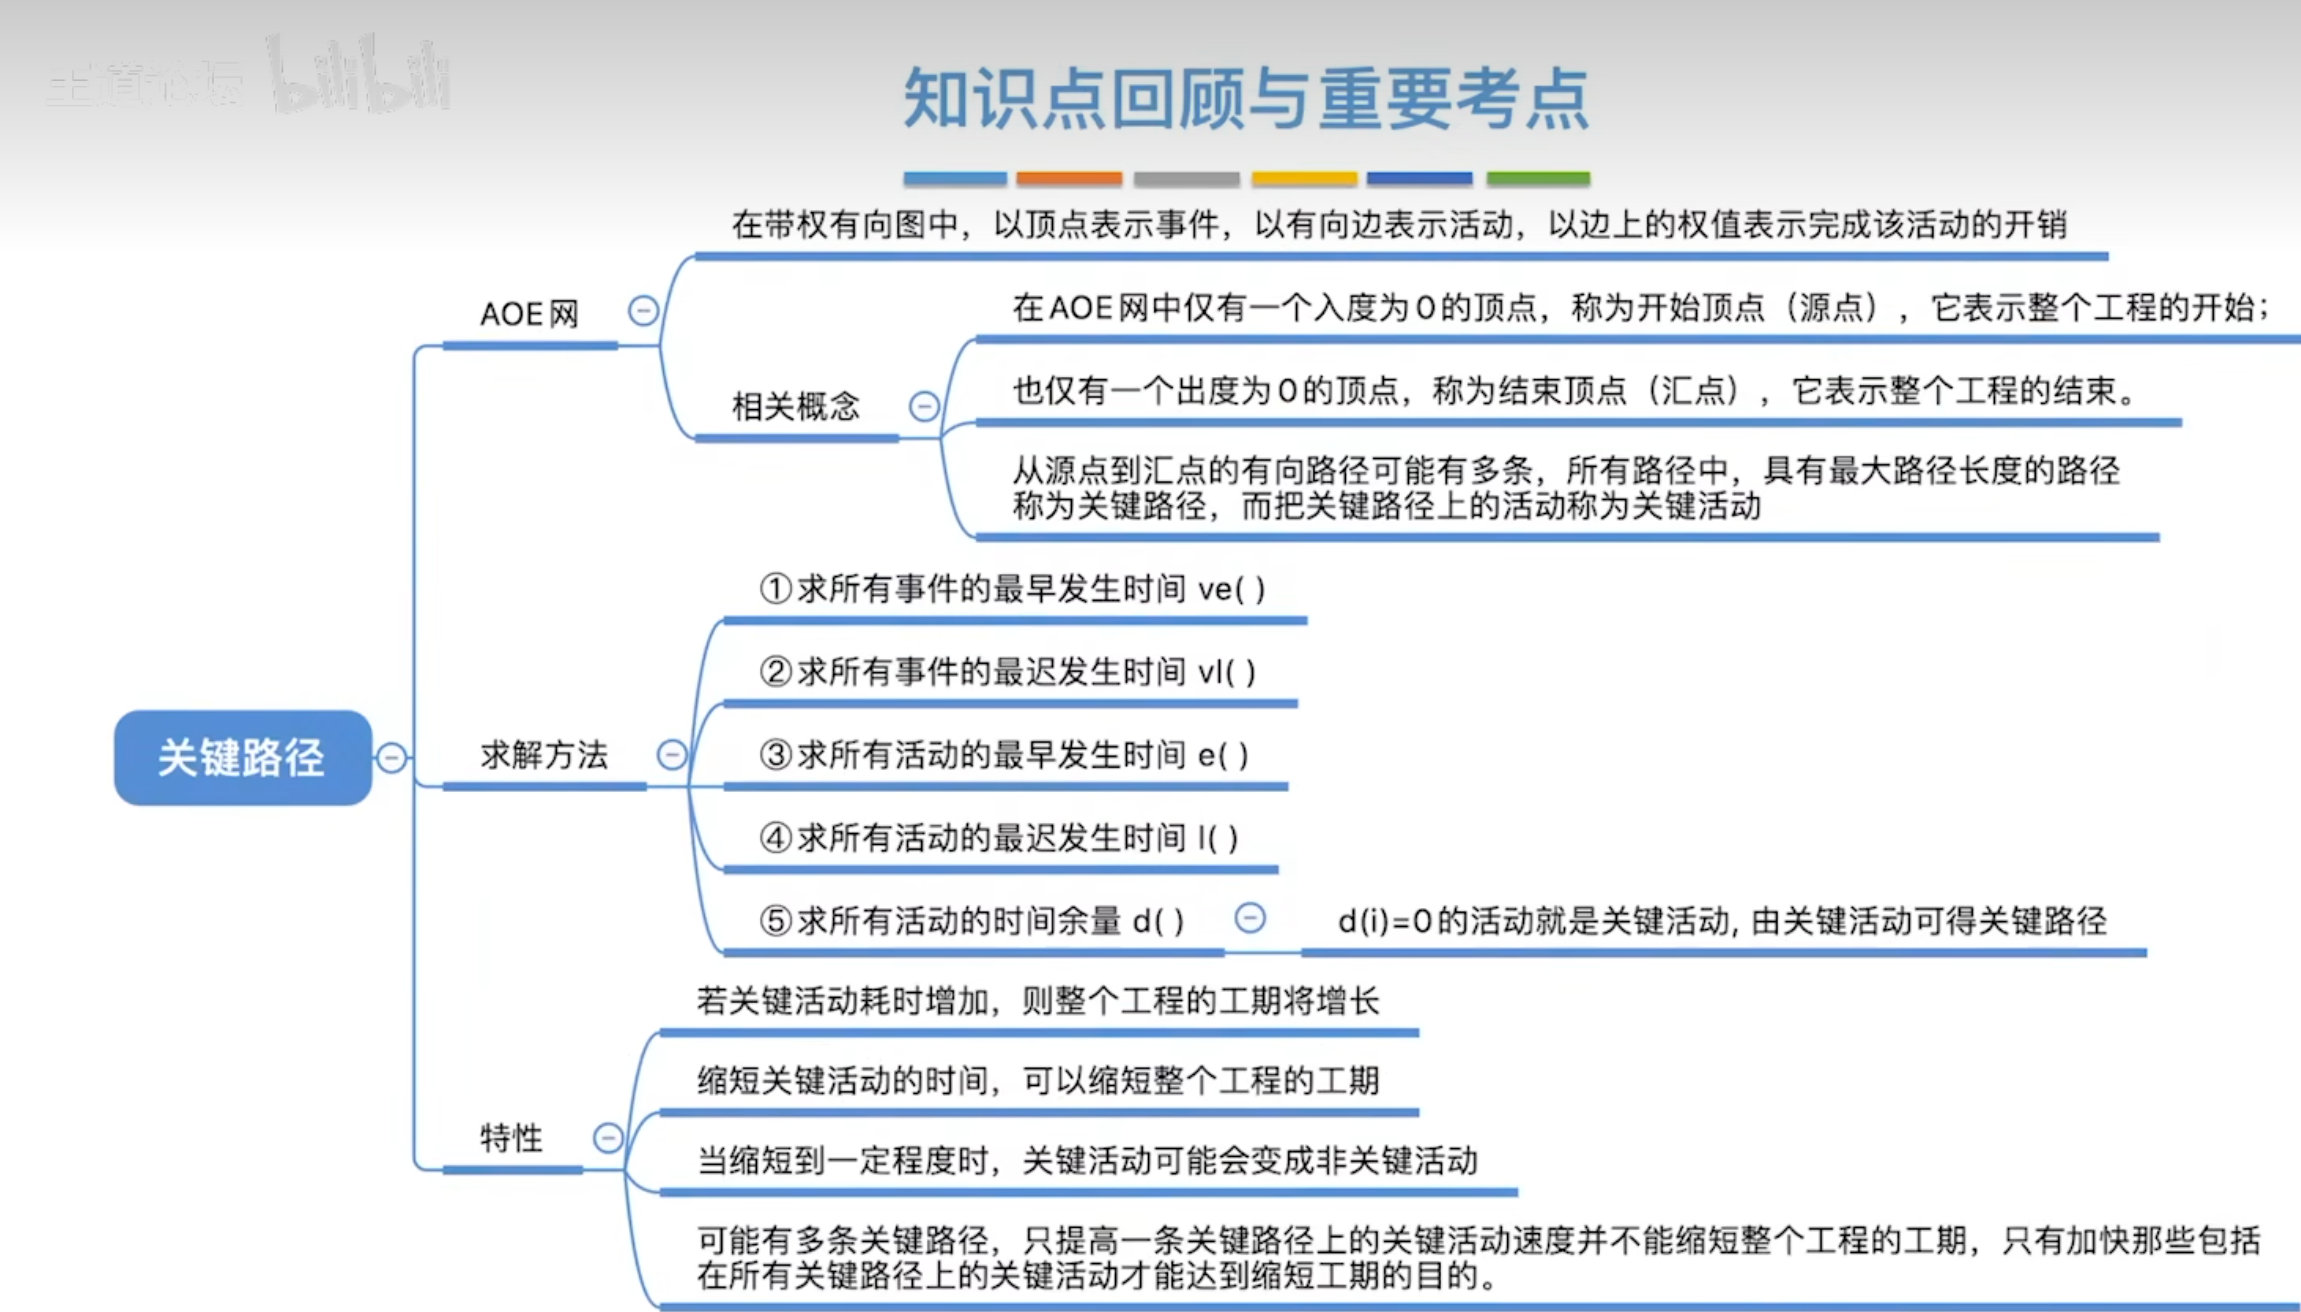 王道论坛 bilibili
知识点回顾与重要考点
在带权有向图中，以顶点表示事件，以有向边表示活动，以边上的权值表示完成该活动的开销
AOE网
在AOE网中仅有一个入度为0的顶点，称为开始顶点（源点），它表示整个工程的开始；
相关概念
也仅有一个出度为0的顶点，称为结束顶点（汇点），它表示整个工程的结束。
从源点到汇点的有向路径可能有多条，所有路径中，具有最大路径长度的路径
称为关键路径，而把关键路径上的活动称为关键活动
关键路径
求解方法
①求所有事件的最早发生时间 ve( )
②求所有事件的最迟发生时间 vl( )
③求所有活动的最早发生时间 e( )
④求所有活动的最迟发生时间 l( )
⑤求所有活动的时间余量 d( )
d(i)=0的活动就是关键活动, 由关键活动可得关键路径
特性
若关键活动耗时增加，则整个工程的工期将增长
缩短关键活动的时间，可以缩短整个工程的工期
当缩短到一定程度时，关键活动可能会变成非关键活动
可能有多条关键路径，只提高一条关键路径上的关键活动速度并不能缩短整个工程的工期，只有加快那些包括
在所有关键路径上的关键活动才能达到缩短工期的目的。